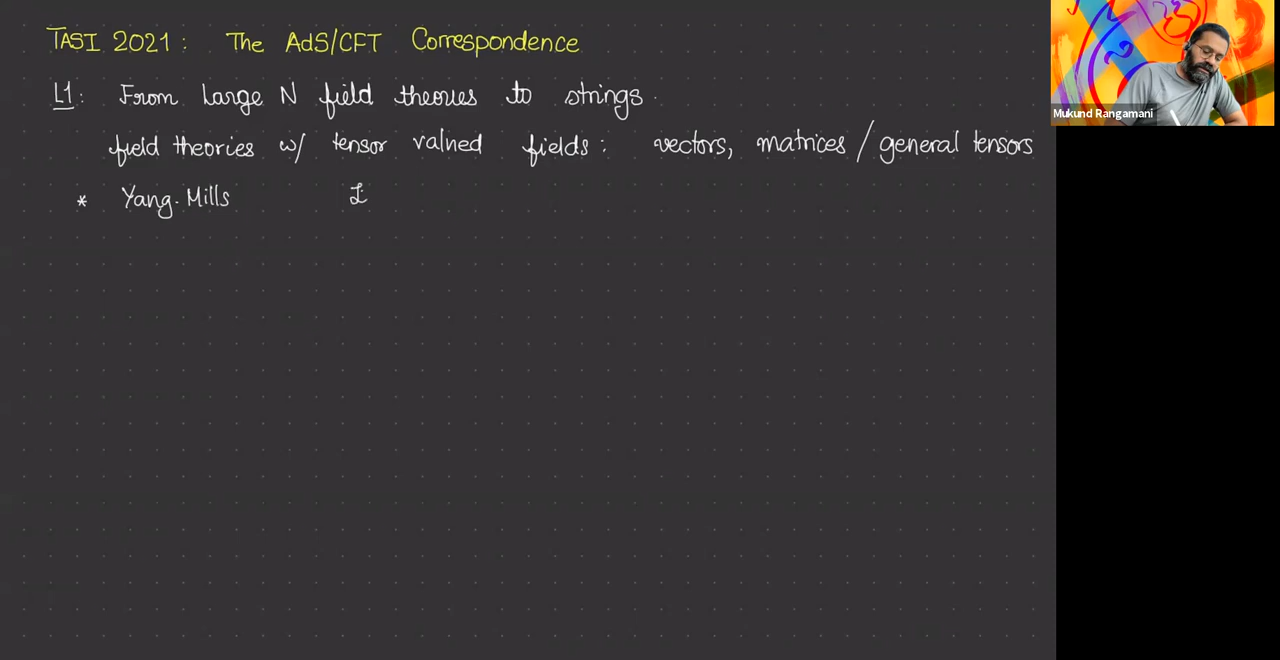 TASI 2021: The AdS/CFT Correspondence
L1: From Large N field theories to strings.
field theories w/ tensor valued fields: vectors, matrices / general tensors
* Yang-Mills ℒ
Mukund Rangamani